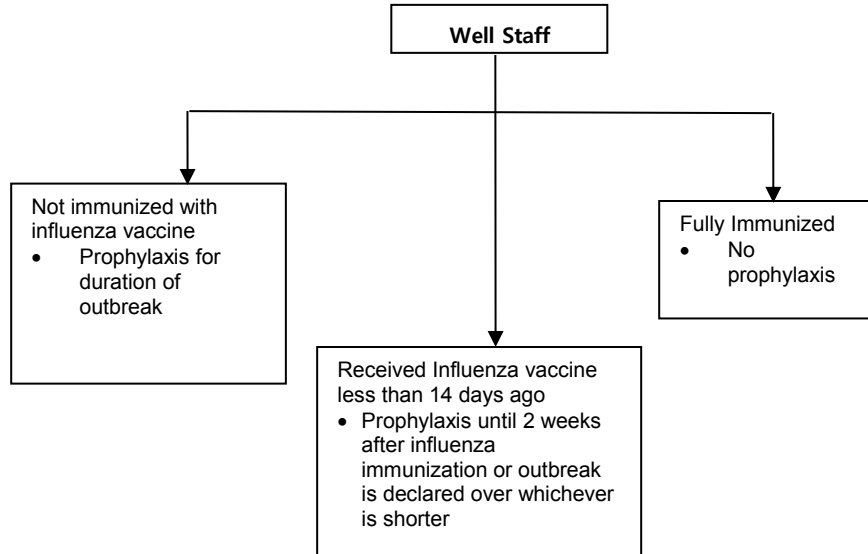 Well Staff
Not immunized with
influenza vaccine
• Prophylaxis for
duration of
outbreak
Received Influenza vaccine
less than 14 days ago
• Prophylaxis until 2 weeks
after influenza
immunization or outbreak
is declared over whichever
is shorter
Fully Immunized
• No
prophylaxis